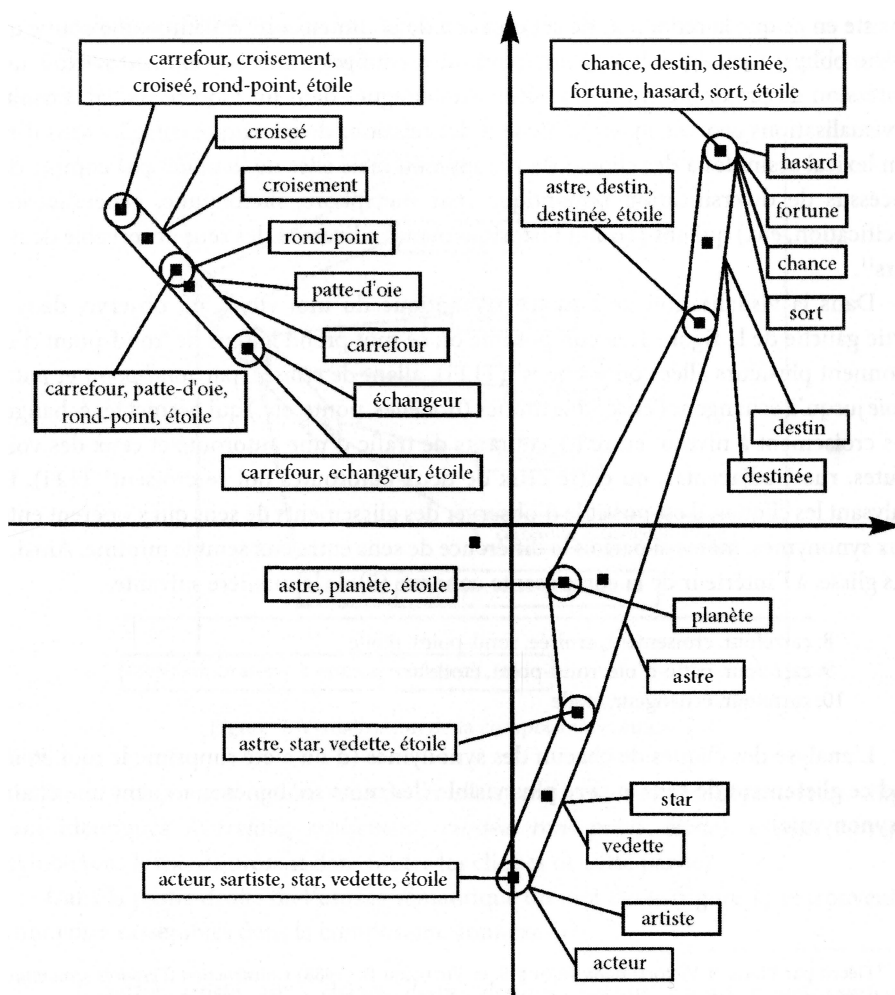 carrefour, croisement,
croisé, rond-point, étoile
chance, destin, destinée,
fortune, hasard, sort, étoile
croisé
hasard
croisement
astre, destin,
destinée, étoile
fortune
rond-point
chance
patte-d'oie
sort
carrefour
carrefour, patte-d'oie,
rond-point, étoile
échangeur
destin
carrefour, echangeur, étoile
destinée
astre, planète, étoile
planète
astre
astre, star, vedette, étoile
star
vedette
acteur, sartiste, star, vedette, étoile
artiste
acteur